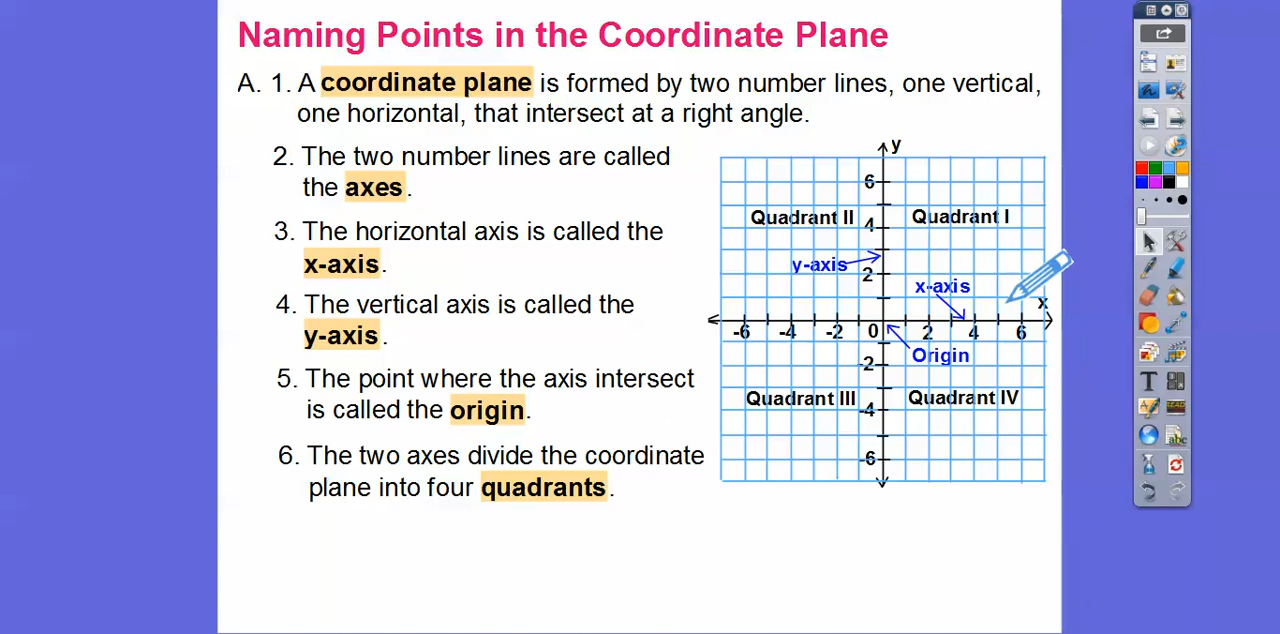 Naming Points in the Coordinate Plane
A. 1. A coordinate plane is formed by two number lines, one vertical,
one horizontal, that intersect at a right angle.
2. The two number lines are called
the axes.
3. The horizontal axis is called the
x-axis.
4. The vertical axis is called the
y-axis.
5. The point where the axis intersect
is called the origin.
6. The two axes divide the coordinate
plane into four quadrants.
y
6
Quadrant II
4
Quadrant I
y-axis
2
x-axis
x
-6 -4 -2 0 2 4 6
-2
Origin
Quadrant III
-4
Quadrant IV
-6
T
abc